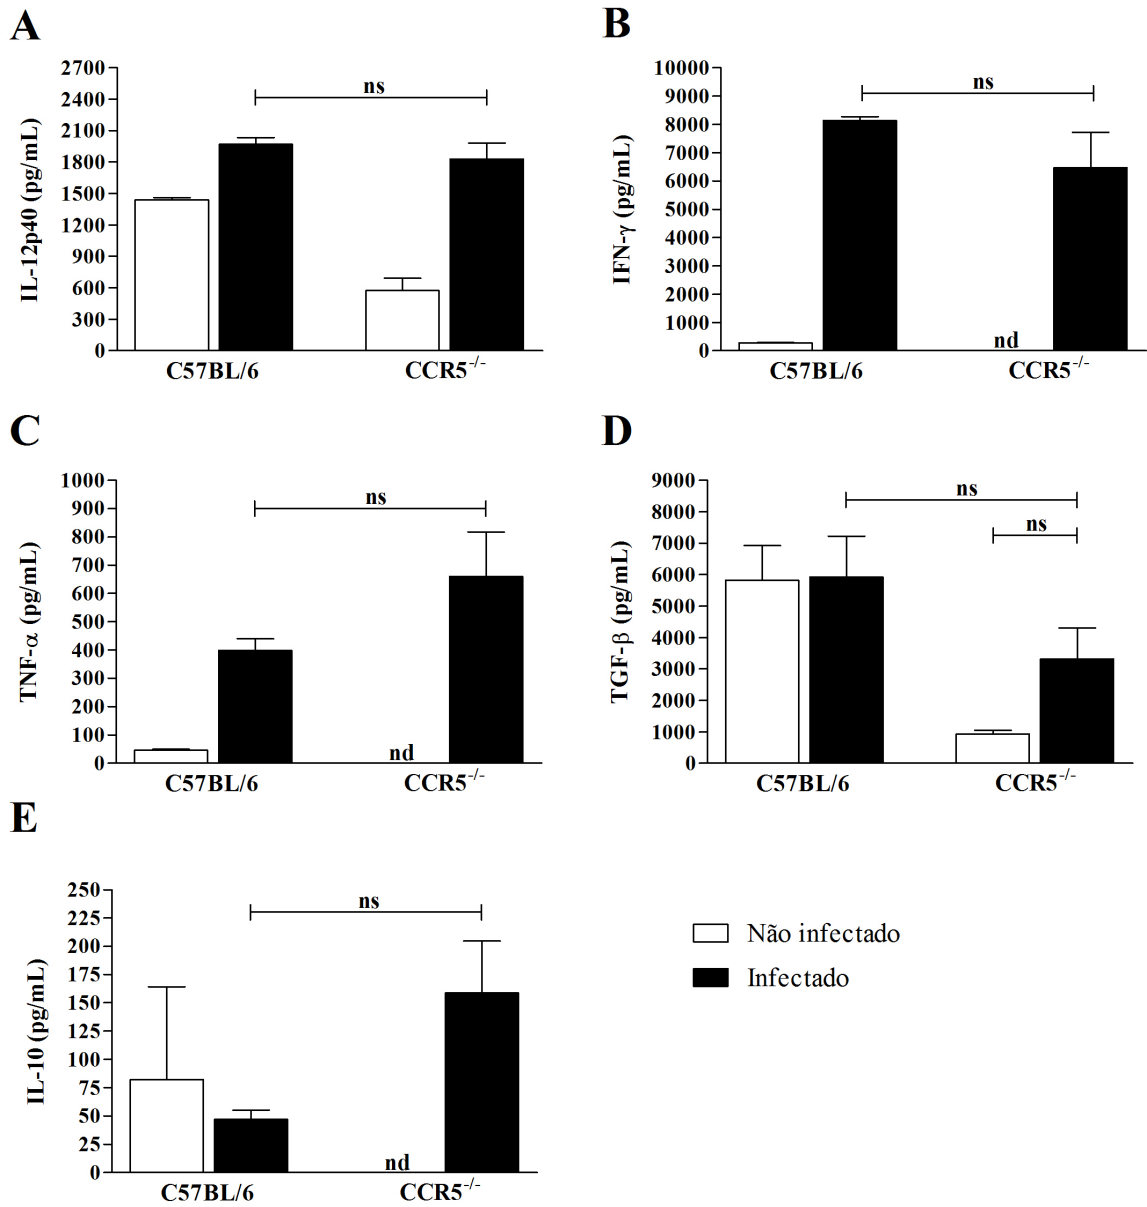 A
IL-12p40 (pg/mL)
2700
2400
2100
1800
1500
1200
900
600
300
0
ns
C57BL/6
CCR5-/-
B
IFN-γ (pg/mL)
10000
9000
8000
7000
6000
5000
4000
3000
2000
1000
0
ns
nd
C57BL/6
CCR5-/-
C
TNF-α (pg/mL)
1000
900
800
700
600
500
400
300
200
100
0
ns
nd
C57BL/6
CCR5-/-
D
TGF-β (pg/mL)
9000
8000
7000
6000
5000
4000
3000
2000
1000
0
ns
ns
C57BL/6
CCR5-/-
E
IL-10 (pg/mL)
250
225
200
175
150
125
100
75
50
25
0
ns
nd
C57BL/6
CCR5-/-
Não infectado
Infectado